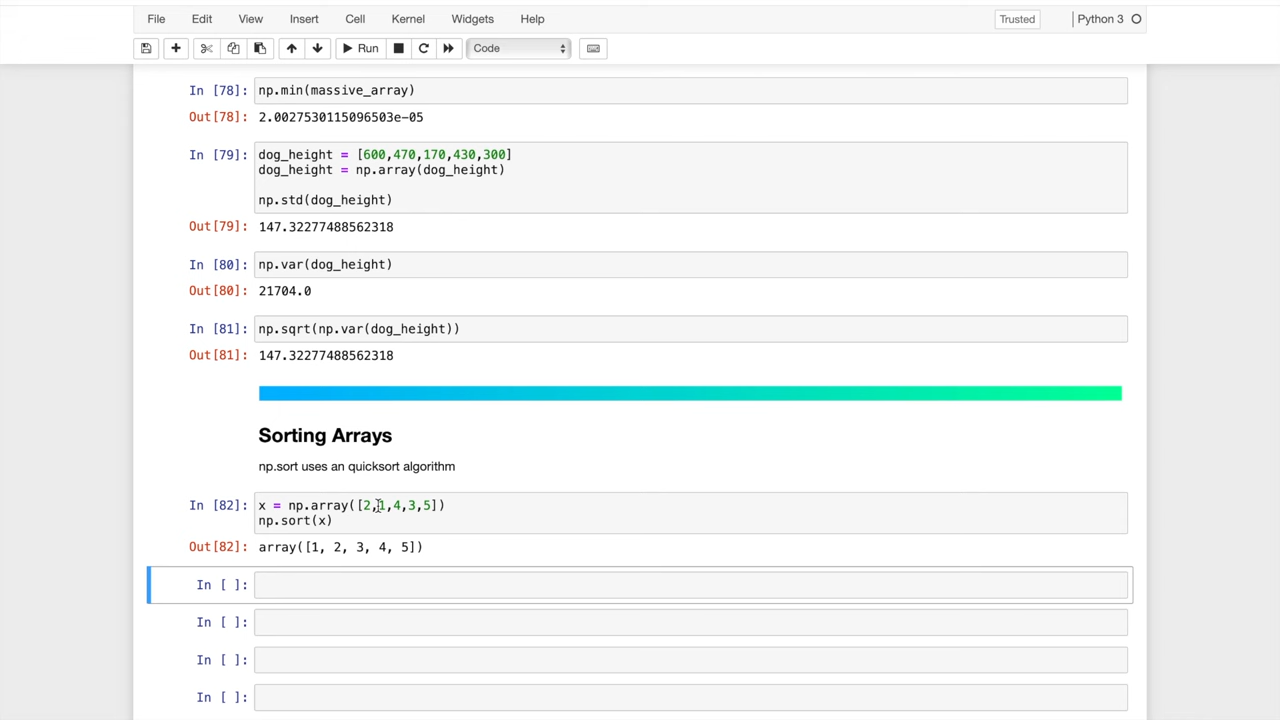 File Edit View Insert Cell Kernel Widgets Help Trusted Python 3
Run Code
In [78]: np.min(massive_array)
Out[78]: 2.0027530115096503e-05
In [79]: dog_height = [600,470,170,430,300]
dog_height = np.array(dog_height)
np.std(dog_height)
Out[79]: 147.32277488562318
In [80]: np.var(dog_height)
Out[80]: 21704.0
In [81]: np.sqrt(np.var(dog_height))
Out[81]: 147.32277488562318
Sorting Arrays
np.sort uses an quicksort algorithm
In [82]: x = np.array([2,1,4,3,5])
np.sort(x)
Out[82]: array([1, 2, 3, 4, 5])
In [ ]:
In [ ]:
In [ ]:
In [ ]: